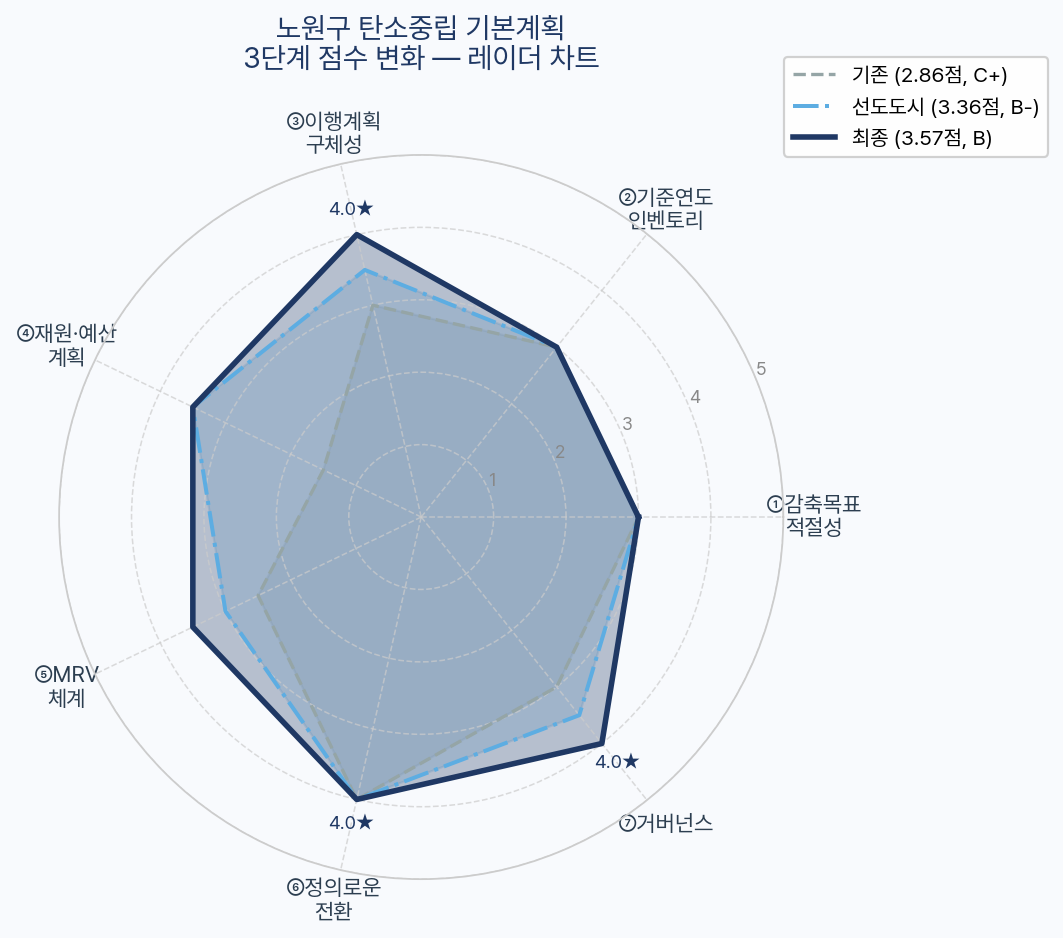 노원구 탄소중립 기본계획
3단계 점수 변화 — 레이더 차트
기존 (2.86점, C+)
선도도시 (3.36점, B-)
최종 (3.57점, B)
③이행계획
구체성
②기준연도
인벤토리
4.0★
④재원·예산
계획
5
4
3
2
1
①감축목표
적절성
⑤MRV
체계
4.0★
4.0★
⑦거버넌스
⑥정의로운
전환